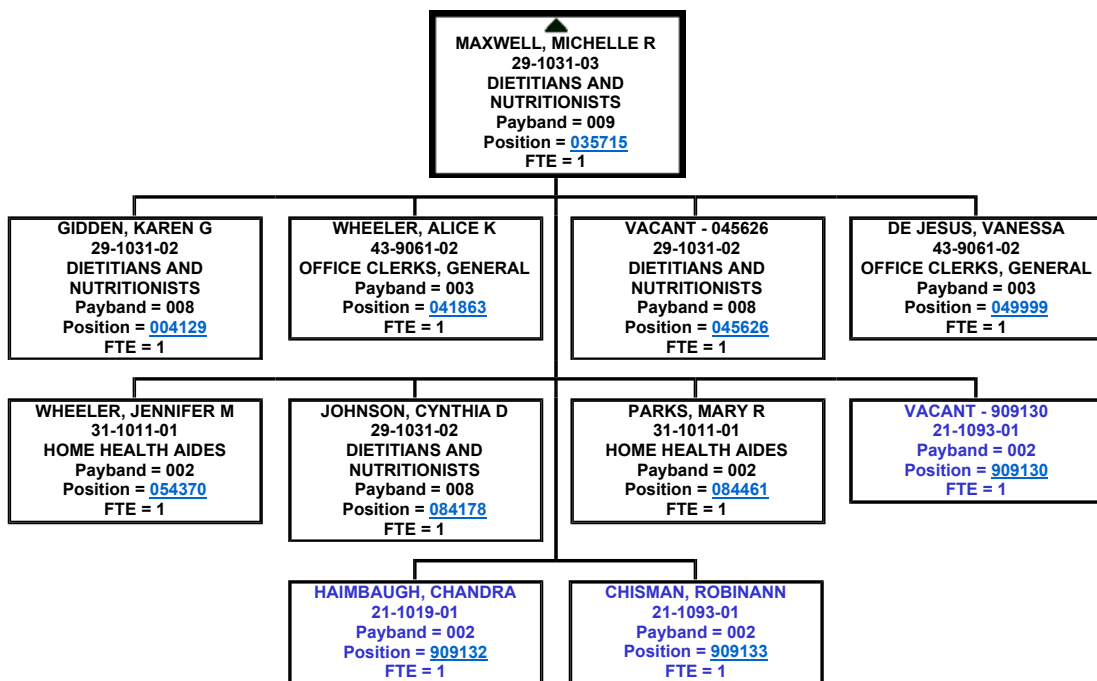 MAXWELL, MICHELLE R
29-1031-03
DIETITIANS AND
NUTRITIONISTS
Payband = 009
Position = 035715
FTE = 1
GIDDEN, KAREN G
29-1031-02
DIETITIANS AND
NUTRITIONISTS
Payband = 008
Position = 004129
FTE = 1
WHEELER, ALICE K
43-9061-02
OFFICE CLERKS, GENERAL
Payband = 003
Position = 041863
FTE = 1
VACANT - 045626
29-1031-02
DIETITIANS AND
NUTRITIONISTS
Payband = 008
Position = 045626
FTE = 1
DE JESUS, VANESSA
43-9061-02
OFFICE CLERKS, GENERAL
Payband = 003
Position = 049999
FTE = 1
WHEELER, JENNIFER M
31-1011-01
HOME HEALTH AIDES
Payband = 002
Position = 054370
FTE = 1
JOHNSON, CYNTHIA D
29-1031-02
DIETITIANS AND
NUTRITIONISTS
Payband = 008
Position = 084178
FTE = 1
PARKS, MARY R
31-1011-01
HOME HEALTH AIDES
Payband = 002
Position = 084461
FTE = 1
VACANT - 909130
21-1093-01
Payband = 002
Position = 909130
FTE = 1
HAIMBAUGH, CHANDRA
21-1019-01
Payband = 002
Position = 909132
FTE = 1
CHISMAN, ROBINANN
21-1093-01
Payband = 002
Position = 909133
FTE = 1